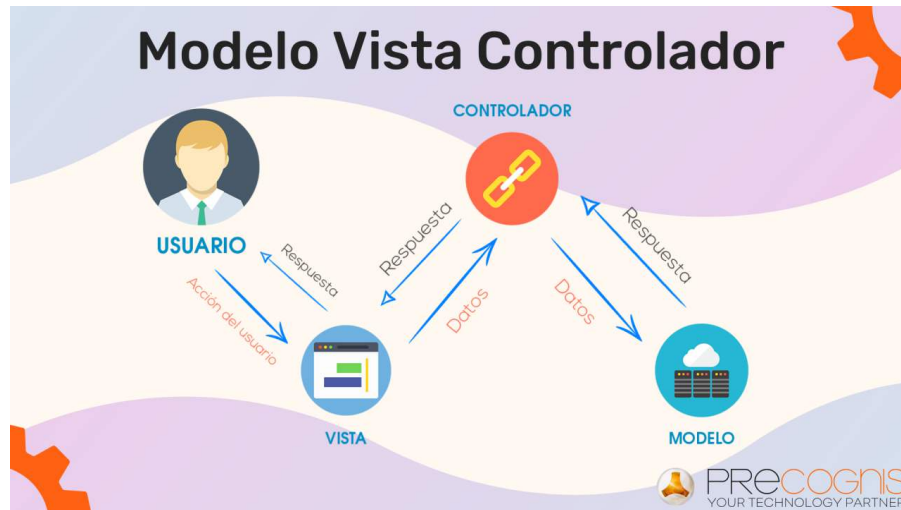 Modelo Vista Controlador
CONTROLADOR
USUARIO
Respuesta
Acción del usuario
Respuesta
Datos
Datos
Respuesta
VISTA
MODELO
PRECOGNIS
YOUR TECHNOLOGY PARTNER